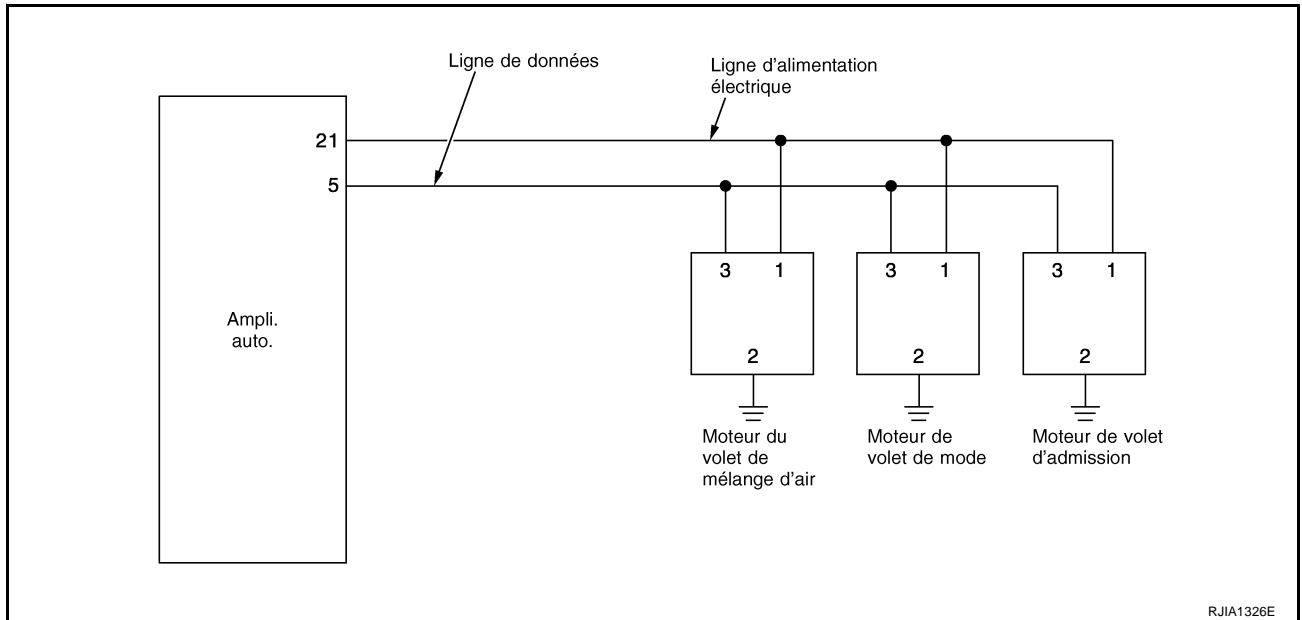 Ligne de données
Ligne d'alimentation
électrique
21
5
Ampli.
auto.
3 1
2
3 1
2
3 1
2
Moteur du
volet de
mélange d'air
Moteur de
volet de mode
Moteur de volet
d'admission
RJIA1326E